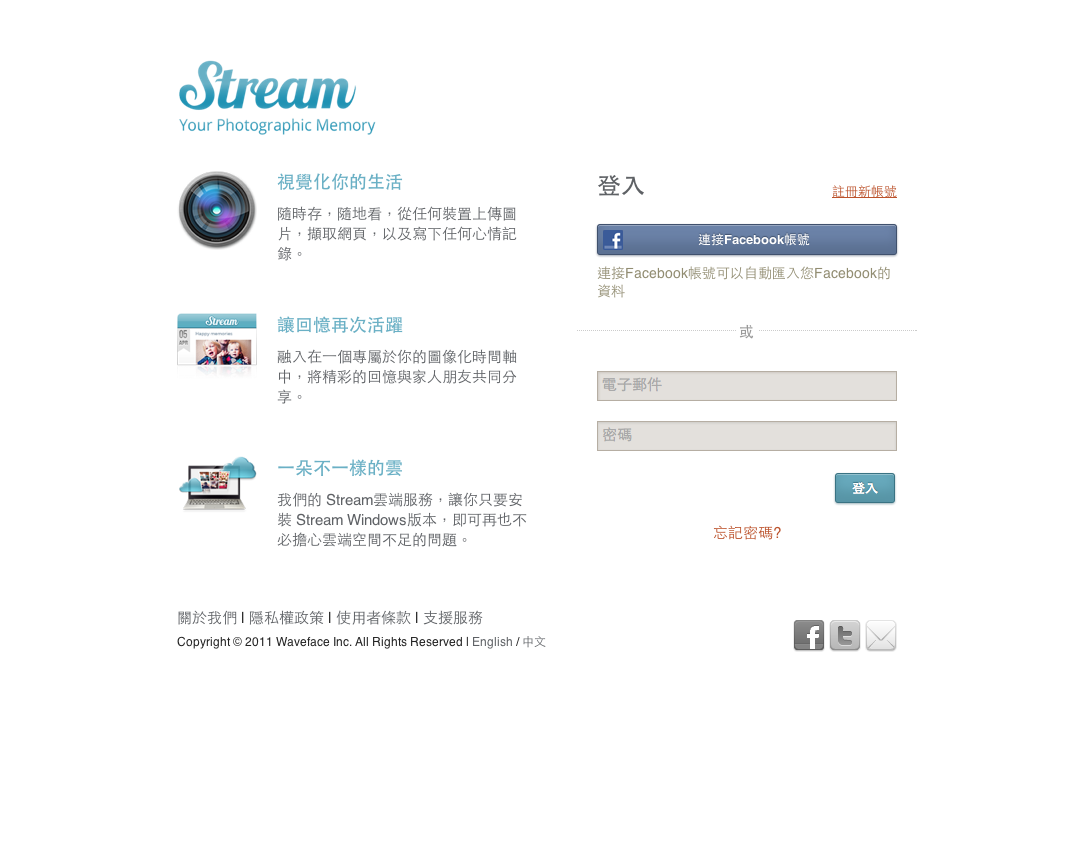 Stream
Your Photographic Memory
視覺化你的生活
隨時存，隨地看，從任何裝置上傳圖
片，擷取網頁，以及寫下任何心情記
錄。
Stream
05
APR
Happy memories
讓回憶再次活躍
融入在一個專屬於你的圖像化時間軸
中，將精彩的回憶與家人朋友共同分
享。
一朵不一樣的雲
我們的 Stream雲端服務，讓你只要安
裝 Stream Windows版本，即可再也不
必擔心雲端空間不足的問題。
登入
註冊新帳號
連接Facebook帳號
連接Facebook帳號可以自動匯入您Facebook的
資料
或
電子郵件
密碼
登入
忘記密碼?
關於我們 | 隱私權政策 | 使用者條款 | 支援服務
Copyright © 2011 Waveface Inc. All Rights Reserved | English / 中文